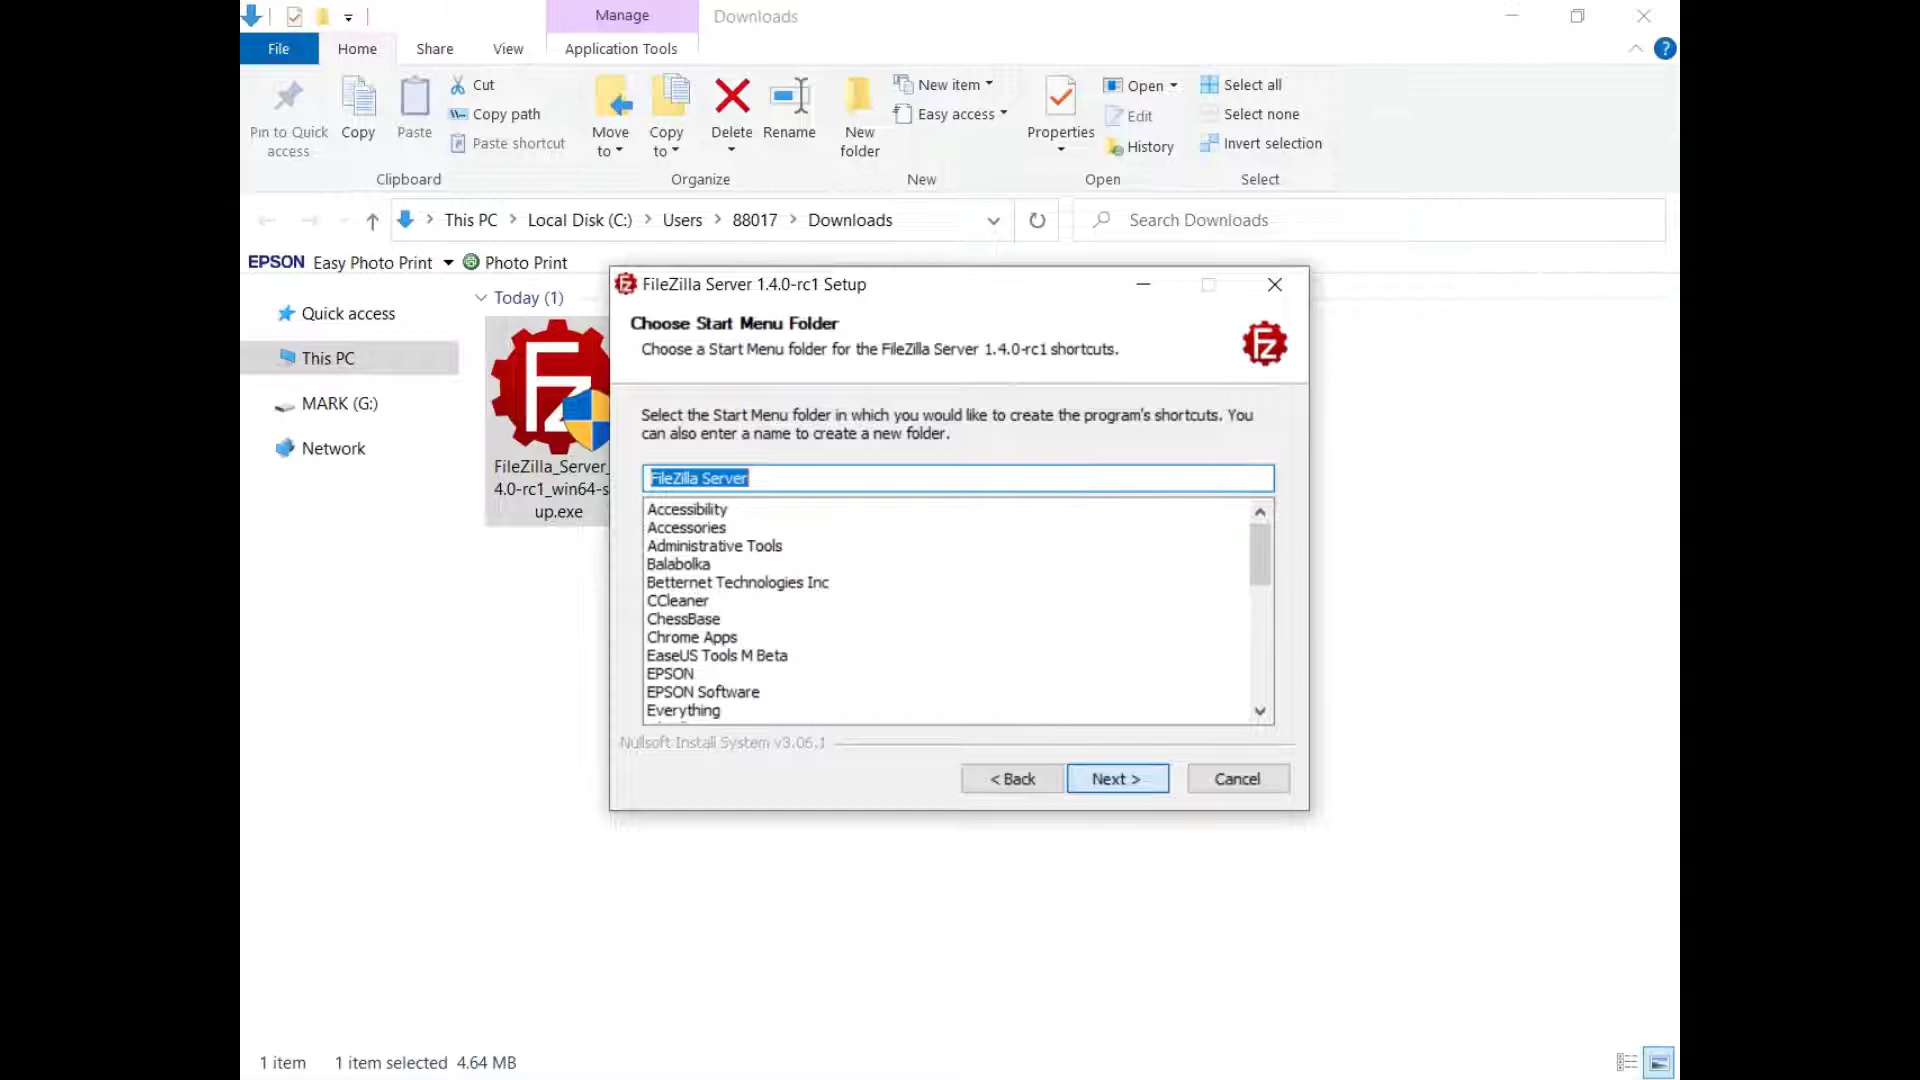 Manage
Downloads
File
Home
Share
View
Application Tools
?
Pin to Quick access
Copy
Paste
Cut
Copy path
Paste shortcut
Move to
Copy to
Delete
Rename
New folder
New item
Easy access
Properties
Open
Edit
History
Select all
Select none
Invert selection
Clipboard
Organize
New
Open
Select
This PC > Local Disk (C:) > Users > 88017 > Downloads
Search Downloads
EPSON Easy Photo Print
Photo Print
Quick access
This PC
MARK (G:)
Network
Today (1)
Fz
FileZilla_Server_
4.0-rc1_win64-s
up.exe
FileZilla Server 1.4.0-rc1 Setup
Choose Start Menu Folder
Choose a Start Menu folder for the FileZilla Server 1.4.0-rc1 shortcuts.
Fz
Select the Start Menu folder in which you would like to create the program's shortcuts. You
can also enter a name to create a new folder.
FileZilla Server
Accessibility
Accessories
Administrative Tools
Balabolka
Betternet Technologies Inc
CCleaner
ChessBase
Chrome Apps
EaseUS Tools M Beta
EPSON
EPSON Software
Everything
Nullsoft Install System v3.06.1
< Back
Next >
Cancel
1 item
1 item selected 4.64 MB